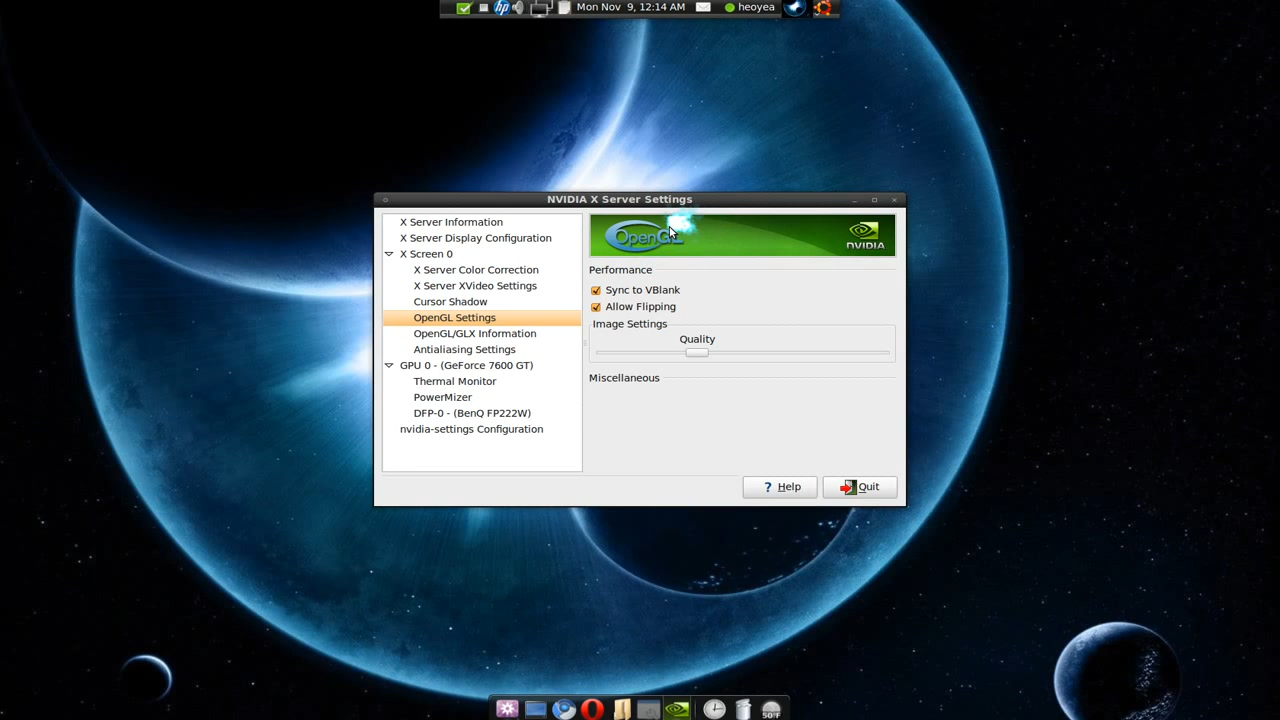 hp Mon Nov 9, 12:14 AM heoyea
NVIDIA X Server Settings
X Server Information
X Server Display Configuration
X Screen 0
X Server Color Correction
X Server XVideo Settings
Cursor Shadow
OpenGL Settings
OpenGL/GLX Information
Antialiasing Settings
GPU 0 - (GeForce 7600 GT)
Thermal Monitor
PowerMizer
DFP-0 - (BenQ FP222W)
nvidia-settings Configuration
OpenGL
NVIDIA
Performance
Sync to VBlank
Allow Flipping
Image Settings
Quality
Miscellaneous
? Help
Quit
50°F